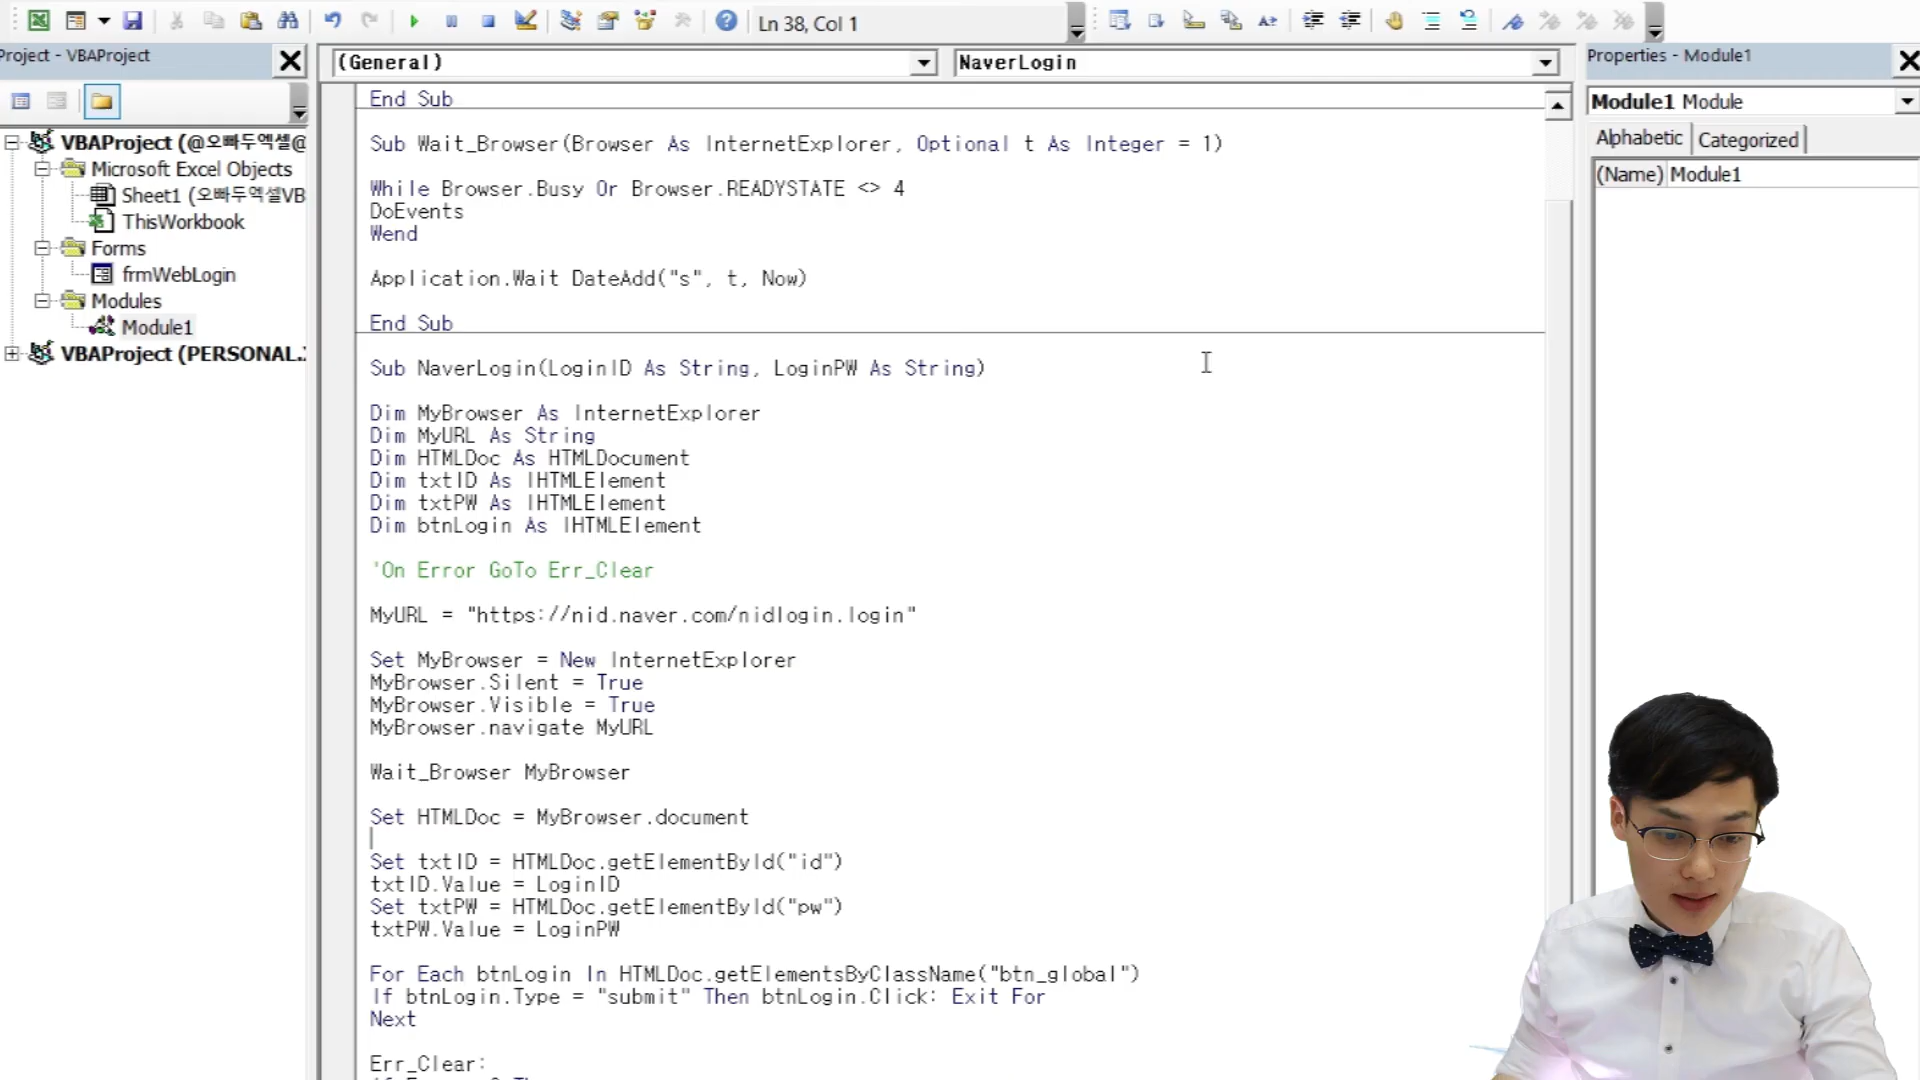 Ln 38, Col 1
Project - VBAProject
VBAProject (@오빠두엑셀@
Microsoft Excel Objects
Sheet1 (오빠두엑셀VB
ThisWorkbook
Forms
frmWebLogin
Modules
Module1
VBAProject (PERSONAL.
(General)
NaverLogin
End Sub
Sub Wait_Browser(Browser As InternetExplorer, Optional t As Integer = 1)
While Browser.Busy Or Browser.READYSTATE <> 4
DoEvents
Wend
Application.Wait DateAdd("s", t, Now)
End Sub
Sub NaverLogin(LoginID As String, LoginPW As String)
Dim MyBrowser As InternetExplorer
Dim MyURL As String
Dim HTMLDoc As HTMLDocument
Dim txtID As IHTMLElement
Dim txtPW As IHTMLElement
Dim btnLogin As IHTMLElement
'On Error GoTo Err_Clear
MyURL = "https://nid.naver.com/nidlogin.login"
Set MyBrowser = New InternetExplorer
MyBrowser.Silent = True
MyBrowser.Visible = True
MyBrowser.navigate MyURL
Wait_Browser MyBrowser
Set HTMLDoc = MyBrowser.document
Set txtID = HTMLDoc.getElementById("id")
txtID.Value = LoginID
Set txtPW = HTMLDoc.getElementById("pw")
txtPW.Value = LoginPW
For Each btnLogin In HTMLDoc.getElementsByClassName("btn_global")
If btnLogin.Type = "submit" Then btnLogin.Click: Exit For
Next
Err_Clear:
Properties - Module1
Module1 Module
Alphabetic
Categorized
(Name) Module1